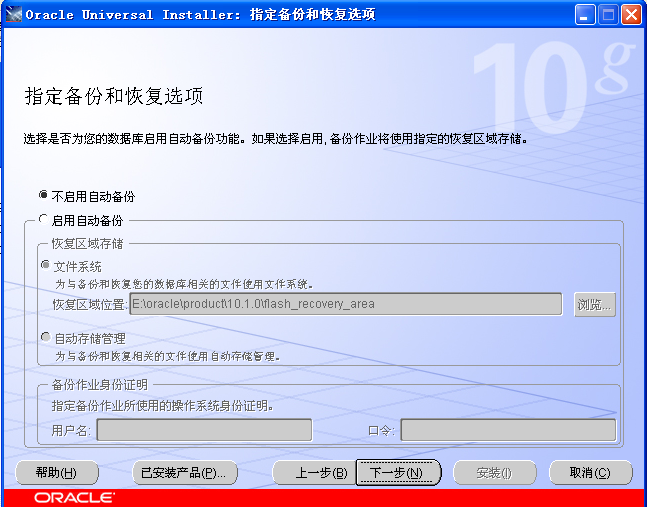 Oracle Universal Installer: 指定备份和恢复选项
10g
指定备份和恢复选项
选择是否为您的数据库启用自动备份功能。如果选择启用,备份作业将使用指定的恢复区域存储。
不启用自动备份
启用自动备份
恢复区域存储
文件系统
为与备份和恢复您的数据库相关的文件使用文件系统。
恢复区域位置: E:\oracle\product\10.1.0\flash_recovery_area 浏览...
自动存储管理
为与备份和恢复相关的文件使用自动存储管理。
备份作业身份证明
指定备份作业所使用的操作系统身份证明。
用户名: 口令:
帮助(H) 已安装产品(P)... 上一步(B) 下一步(N) 安装(I) 取消(C)
ORACLE